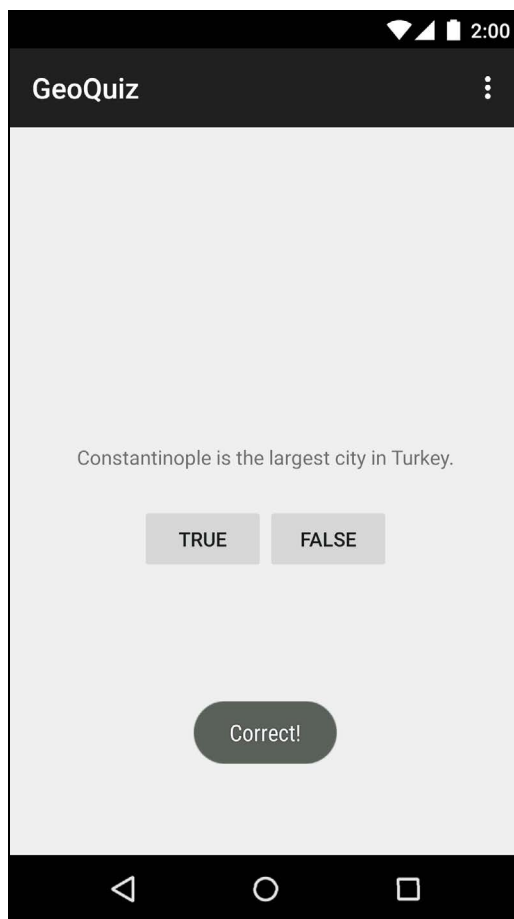 2:00
GeoQuiz
Constantinople is the largest city in Turkey.
TRUE FALSE
Correct!